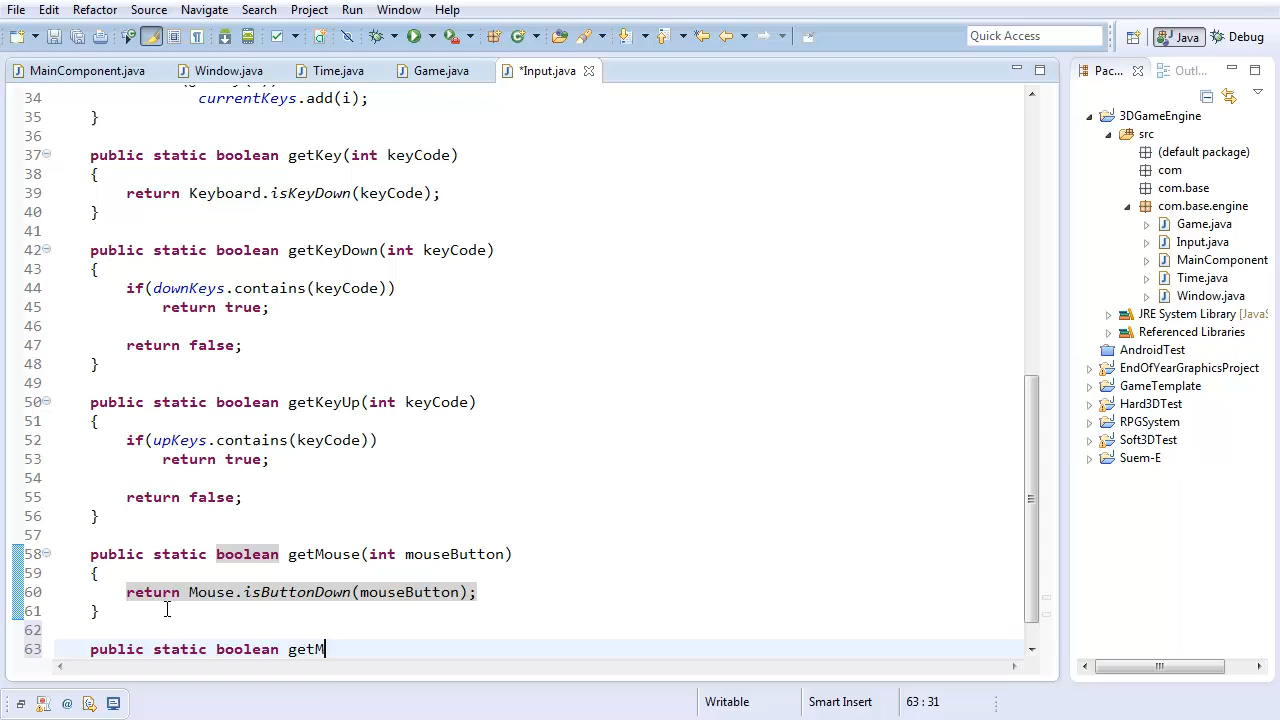 File Edit Refactor Source Navigate Search Project Run Window Help
Quick Access
Java
Debug
MainComponent.java
Window.java
Time.java
Game.java
*Input.java
34 currentKeys.add(i);
35 }
36
37 public static boolean getKey(int keyCode)
38 {
39 return Keyboard.isKeyDown(keyCode);
40 }
41
42 public static boolean getKeyDown(int keyCode)
43 {
44 if(downKeys.contains(keyCode))
45 return true;
46
47 return false;
48 }
49
50 public static boolean getKeyUp(int keyCode)
51 {
52 if(upKeys.contains(keyCode))
53 return true;
54
55 return false;
56 }
57
58 public static boolean getMouse(int mouseButton)
59 {
60 return Mouse.isButtonDown(mouseButton);
61 }
62
63 public static boolean getM
Pac...
Outl...
3DGameEngine
src
(default package)
com
com.base
com.base.engine
Game.java
Input.java
MainComponent
Time.java
Window.java
JRE System Library [JavaS
Referenced Libraries
AndroidTest
EndOfYearGraphicsProject
GameTemplate
Hard3DTest
RPGSystem
Soft3DTest
Suem-E
Writable
Smart Insert
63 : 31